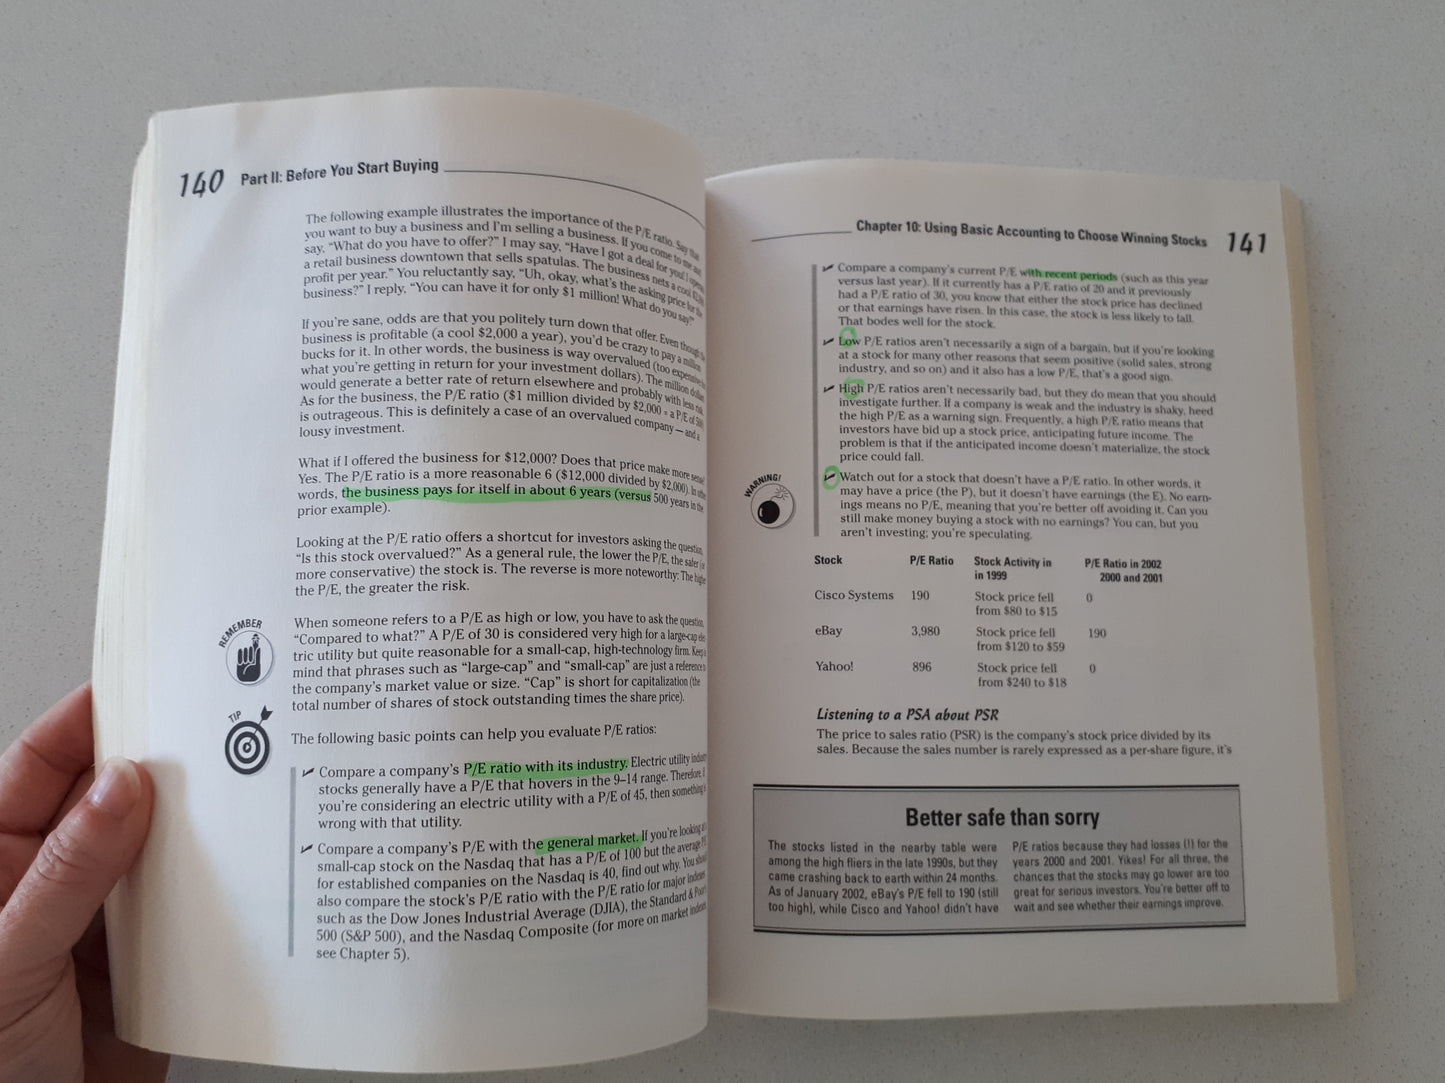 140 Part II: Before You Start Buying
The following example illustrates the importance of the P/E ratio. Say that
you want to buy a business and I'm selling a business. If you come to me and
say, “What do you have to offer?” I may say, “Have I got a deal for you! I operate
a retail business downtown that sells spatulas. The business nets a cool $2,000
profit per year.” You reluctantly say, “Uh, okay, what's the asking price for the
business?” I reply, “You can have it for only $1 million! What do you say?”
If you're sane, odds are that you politely turn down that offer. Even though the
business is profitable (a cool $2,000 a year), you'd be crazy to pay a million
bucks for it. In other words, the business is way overvalued (too expensive for
what you're getting in return for your investment dollars). The million dollars
would generate a better rate of return elsewhere and probably with less risk.
As for the business, the P/E ratio ($1 million divided by $2,000 = a P/E of 500)
is outrageous. This is definitely a case of an overvalued company — and a
lousy investment.
What if I offered the business for $12,000? Does that price make more sense?
Yes. The P/E ratio is a more reasonable 6 ($12,000 divided by $2,000). In other
words, the business pays for itself in about 6 years (versus 500 years in the
prior example).
Looking at the P/E ratio offers a shortcut for investors asking the question,
“Is this stock overvalued?” As a general rule, the lower the P/E, the safer (or
more conservative) the stock is. The reverse is more noteworthy: The higher
the P/E, the greater the risk.
REMEMBER
When someone refers to a P/E as high or low, you have to ask the question,
“Compared to what?” A P/E of 30 is considered very high for a large-cap elec-
tric utility but quite reasonable for a small-cap, high-technology firm. Keep in
mind that phrases such as “large-cap” and “small-cap” are just a reference to
the company's market value or size. “Cap” is short for capitalization (the
total number of shares of stock outstanding times the share price).
TIP
The following basic points can help you evaluate P/E ratios:
✓ Compare a company's P/E ratio with its industry. Electric utility industry
stocks generally have a P/E that hovers in the 9–14 range. Therefore, if
you're considering an electric utility with a P/E of 45, then something is
wrong with that utility.
✓ Compare a company's P/E with the general market. If you're looking at a
small-cap stock on the Nasdaq that has a P/E of 100 but the average P/E
for established companies on the Nasdaq is 40, find out why. You should
also compare the stock's P/E ratio with the P/E ratio for major indexes
such as the Dow Jones Industrial Average (DJIA), the Standard & Poor's
500 (S&P 500), and the Nasdaq Composite (for more on market indexes,
see Chapter 5).
Chapter 10: Using Basic Accounting to Choose Winning Stocks 141
✓ Compare a company's current P/E with recent periods (such as this year
versus last year). If it currently has a P/E ratio of 20 and it previously
had a P/E ratio of 30, you know that either the stock price has declined
or that earnings have risen. In this case, the stock is less likely to fall.
That bodes well for the stock.
✓ Low P/E ratios aren't necessarily a sign of a bargain, but if you're looking
at a stock for many other reasons that seem positive (solid sales, strong
industry, and so on) and it also has a low P/E, that's a good sign.
✓ High P/E ratios aren't necessarily bad, but they do mean that you should
investigate further. If a company is weak and the industry is shaky, heed
the high P/E as a warning sign. Frequently, a high P/E ratio means that
investors have bid up a stock price, anticipating future income. The
problem is that if the anticipated income doesn't materialize, the stock
price could fall.
WARNING!
✓ Watch out for a stock that doesn't have a P/E ratio. In other words, it
may have a price (the P), but it doesn't have earnings (the E). No earn-
ings means no P/E, meaning that you're better off avoiding it. Can you
still make money buying a stock with no earnings? You can, but you
aren't investing; you're speculating.
Stock P/E Ratio Stock Activity in P/E Ratio in 2002
in 1999 2000 and 2001
Cisco Systems 190 Stock price fell 0
from $80 to $15
eBay 3,980 Stock price fell 190
from $120 to $59
Yahoo! 896 Stock price fell 0
from $240 to $18
Listening to a PSA about PSR
The price to sales ratio (PSR) is the company's stock price divided by its
sales. Because the sales number is rarely expressed as a per-share figure, it's
Better safe than sorry
The stocks listed in the nearby table were
among the high fliers in the late 1990s, but they
came crashing back to earth within 24 months.
As of January 2002, eBay's P/E fell to 190 (still
too high), while Cisco and Yahoo! didn't have
P/E ratios because they had losses (!) for the
years 2000 and 2001. Yikes! For all three, the
chances that the stocks may go lower are too
great for serious investors. You're better off to
wait and see whether their earnings improve.